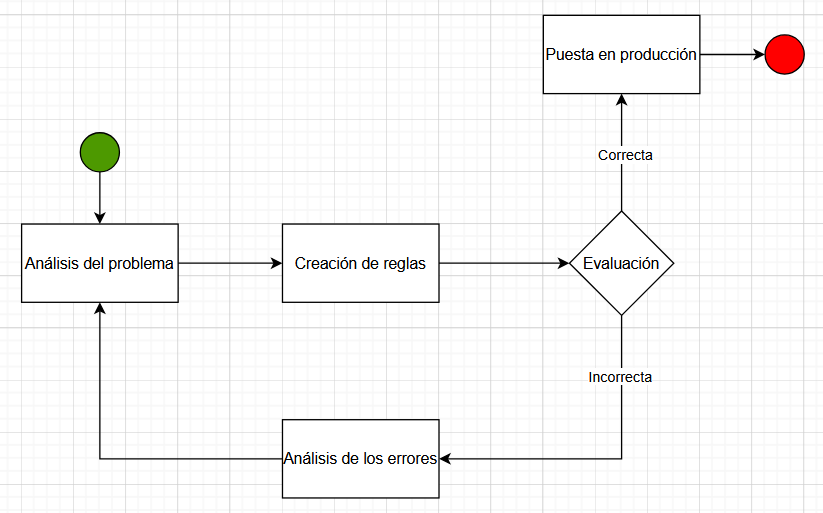 Puesta en producción
Correcta
Análisis del problema
Creación de reglas
Evaluación
Incorrecta
Análisis de los errores